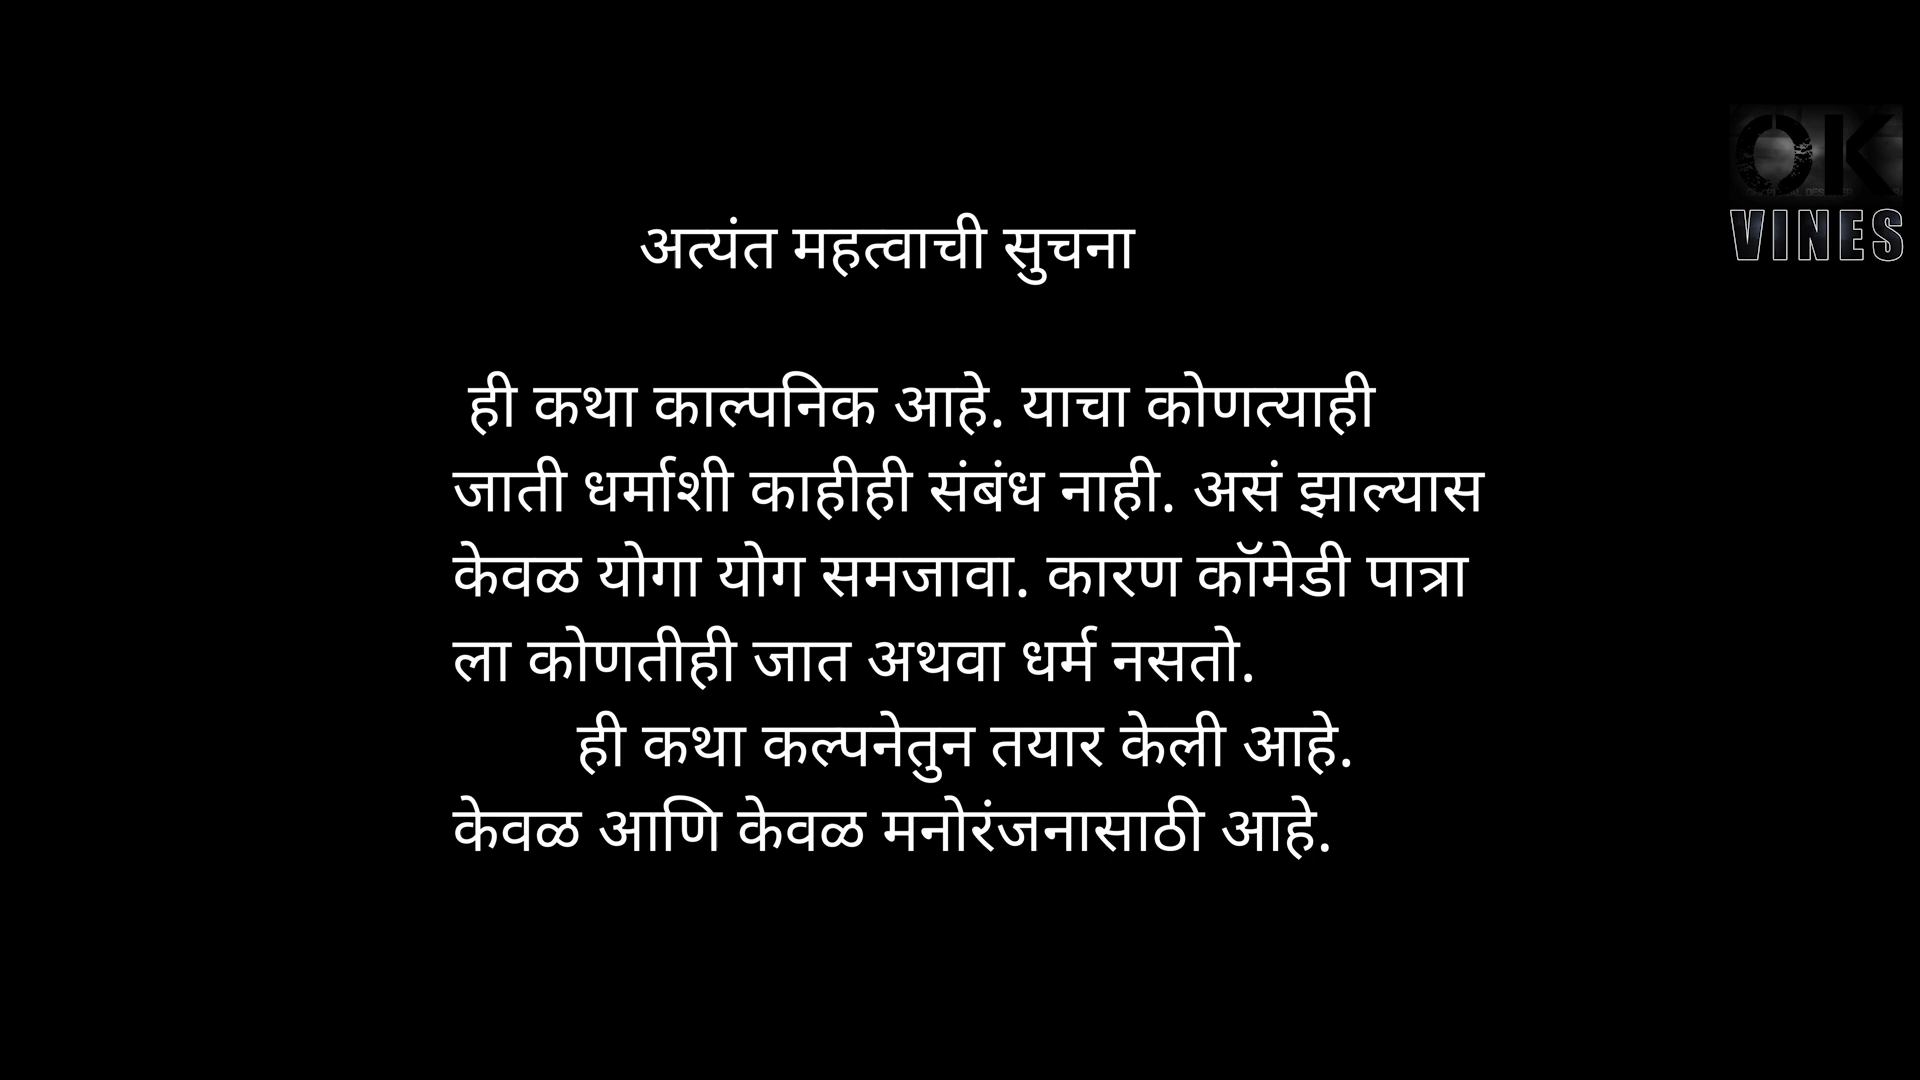 OK
VINES
अत्यंत महत्वाची सुचना
ही कथा काल्पनिक आहे. याचा कोणत्याही
जाती धर्माशी काहीही संबंध नाही. असं झाल्यास
केवळ योगा योग समजावा. कारण कॉमेडी पात्रा
ला कोणतीही जात अथवा धर्म नसतो.
ही कथा कल्पनेतुन तयार केली आहे.
केवळ आणि केवळ मनोरंजनासाठी आहे.